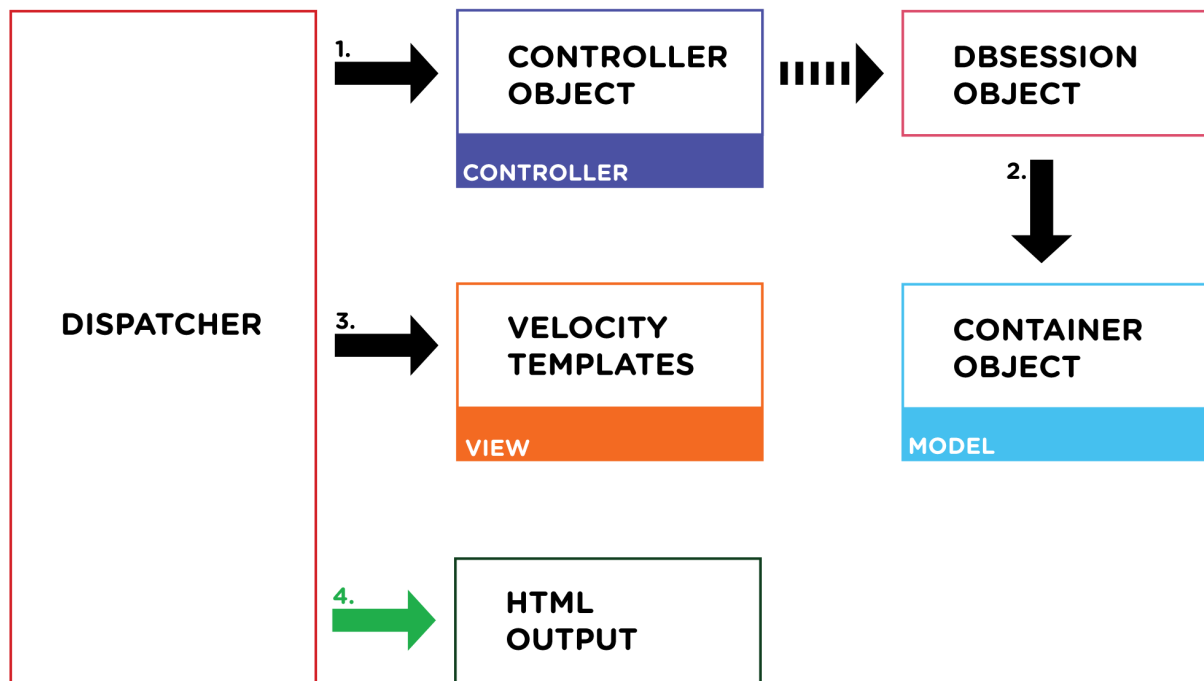 DISPATCHER
1.
CONTROLLER
OBJECT
CONTROLLER
DBSESSION
OBJECT
2.
CONTAINER
OBJECT
MODEL
3.
VELOCITY
TEMPLATES
VIEW
4.
HTML
OUTPUT